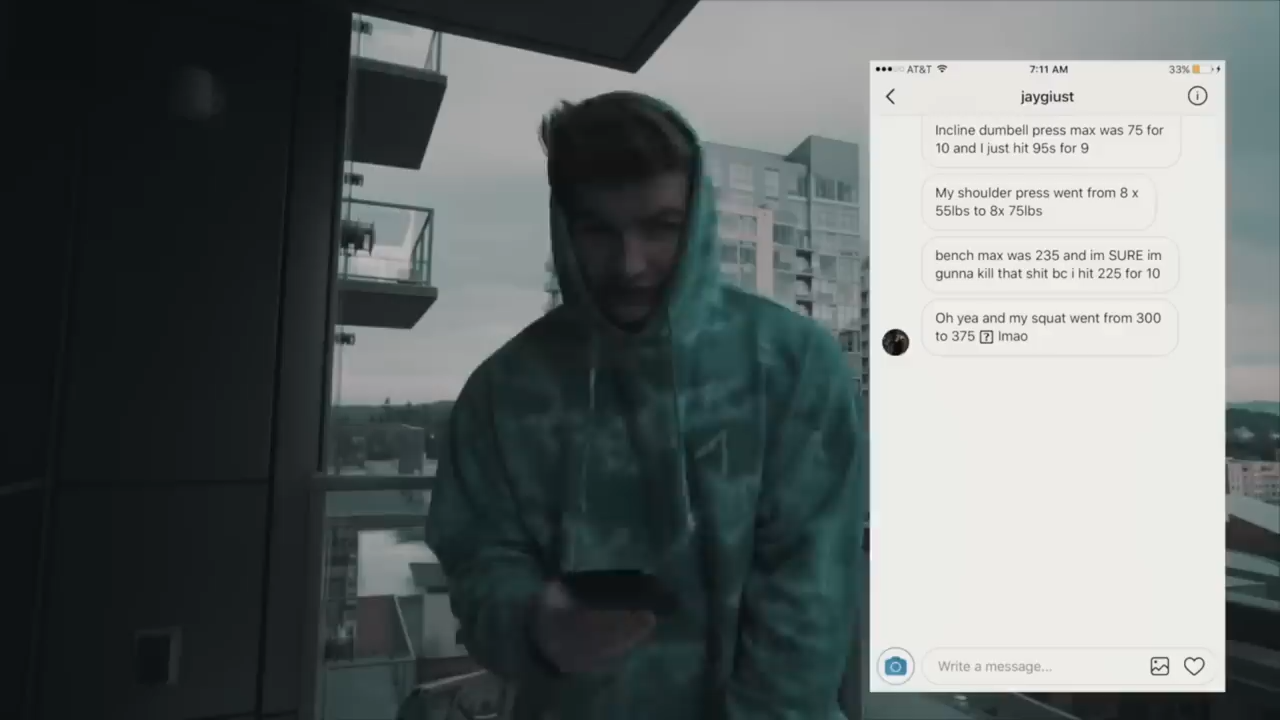 AT&T
7:11 AM
33%
jaygiust
Incline dumbell press max was 75 for
10 and I just hit 95s for 9
My shoulder press went from 8 x
55lbs to 8x 75lbs
bench max was 235 and im SURE im
gunna kill that shit bc i hit 225 for 10
Oh yea and my squat went from 300
to 375 lmao
Write a message...